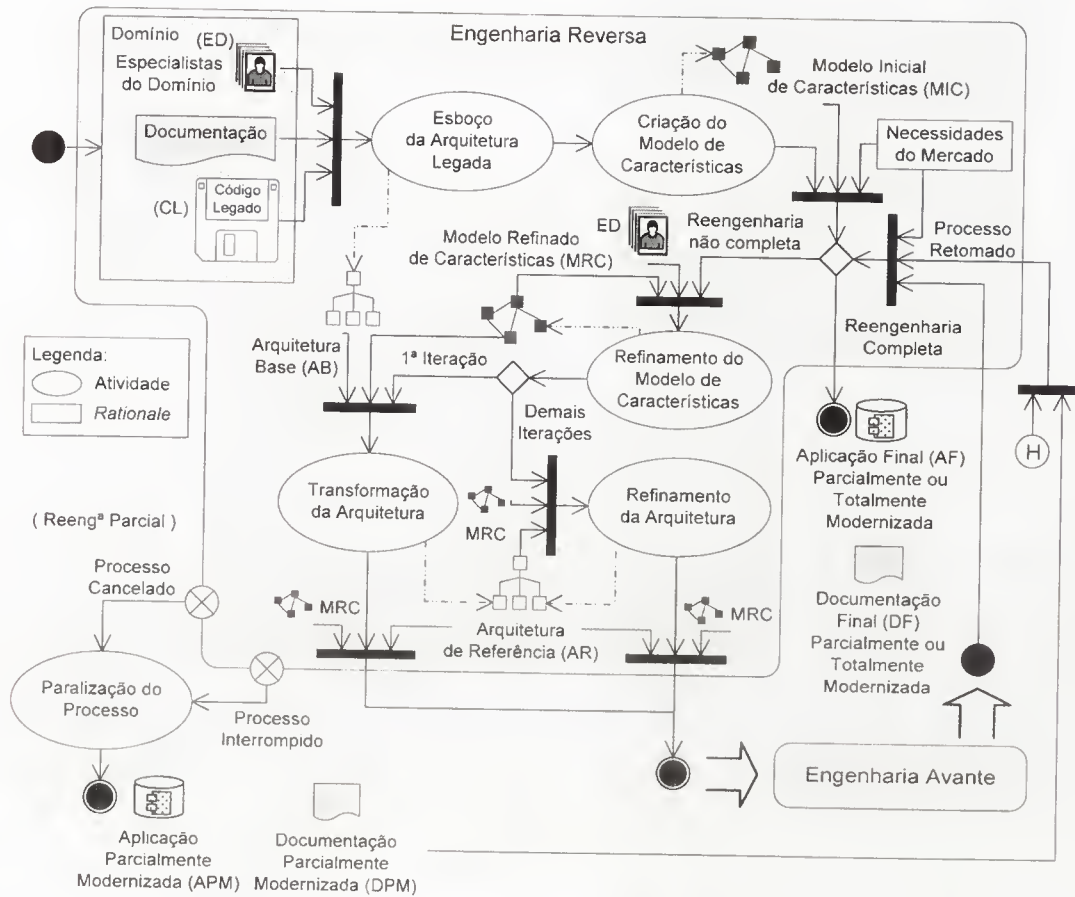 Domínio (ED)
Especialistas
do Domínio
Documentação
(CL)
Código
Legado
Engenharia Reversa
Esboço
da Arquitetura
Legada
Criação do
Modelo de
Características
Modelo Inicial
de Características (MIC)
Necessidades
do Mercado
Processo
Retomado
ED
Reengenharia
não completa
Modelo Refinado
de Características (MRC)
Reengenharia
Completa
Legenda:
Atividade
Rationale
Arquitetura
Base (AB)
1ª Iteração
Refinamento do
Modelo de
Características
Demais
Iterações
H
Aplicação Final (AF)
Parcialmente ou
Totalmente
Modernizada
Transformação
da Arquitetura
MRC
Refinamento
da Arquitetura
( Reengª Parcial )
Processo
Cancelado
MRC
Arquitetura
de Referência (AR)
MRC
Documentação
Final (DF)
Parcialmente ou
Totalmente
Modernizada
Paralização do
Processo
Processo
Interrompido
Engenharia Avante
Aplicação
Parcialmente
Modernizada (APM)
Documentação
Parcialmente
Modernizada (DPM)